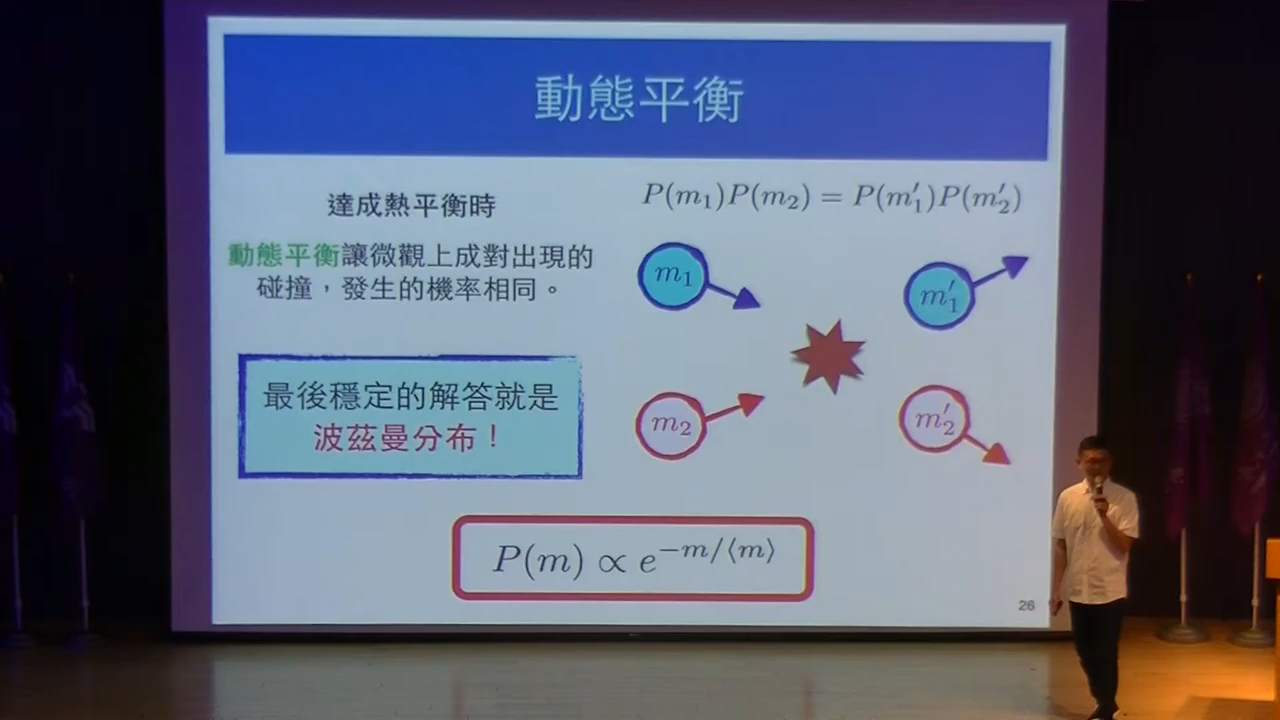 動態平衡
達成熱平衡時
動態平衡讓微觀上成對出現的
碰撞，發生的機率相同。
最後穩定的解答就是
波茲曼分布！
P(m₁)P(m₂) = P(m′₁)P(m′₂)
m₁
m′₁
m₂
m′₂
P(m) ∝ e^{-m/⟨m⟩}
26